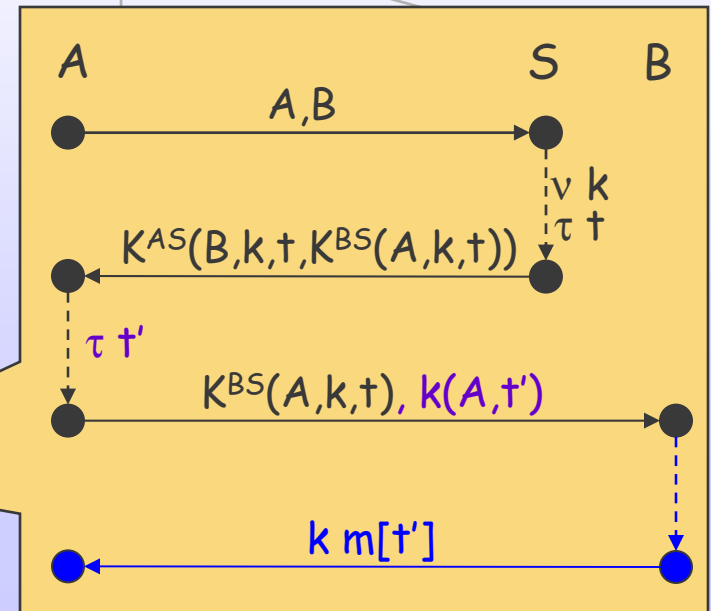 A S B
A,B
ν k
τ t
K^AS(B,k,t,K^BS(A,k,t))
τ t'
K^BS(A,k,t), k(A,t')
k m[t']